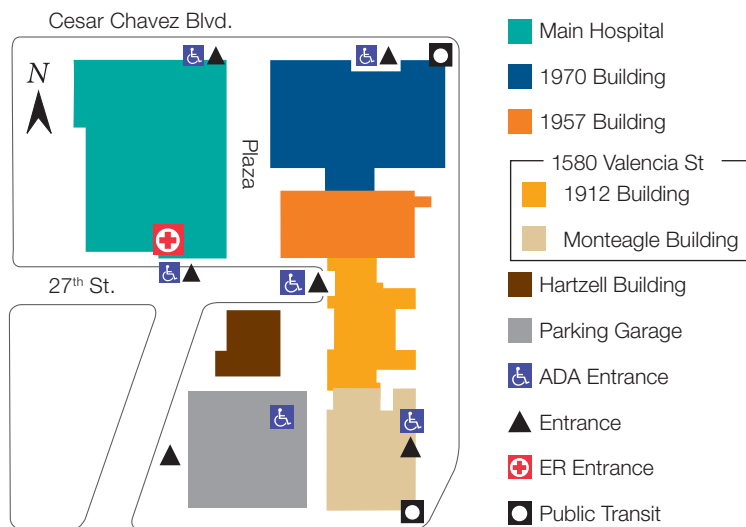 Cesar Chavez Blvd.
N
Plaza
27th St.
Main Hospital
1970 Building
1957 Building
1580 Valencia St
1912 Building
Monteagle Building
Hartzell Building
Parking Garage
ADA Entrance
Entrance
ER Entrance
Public Transit